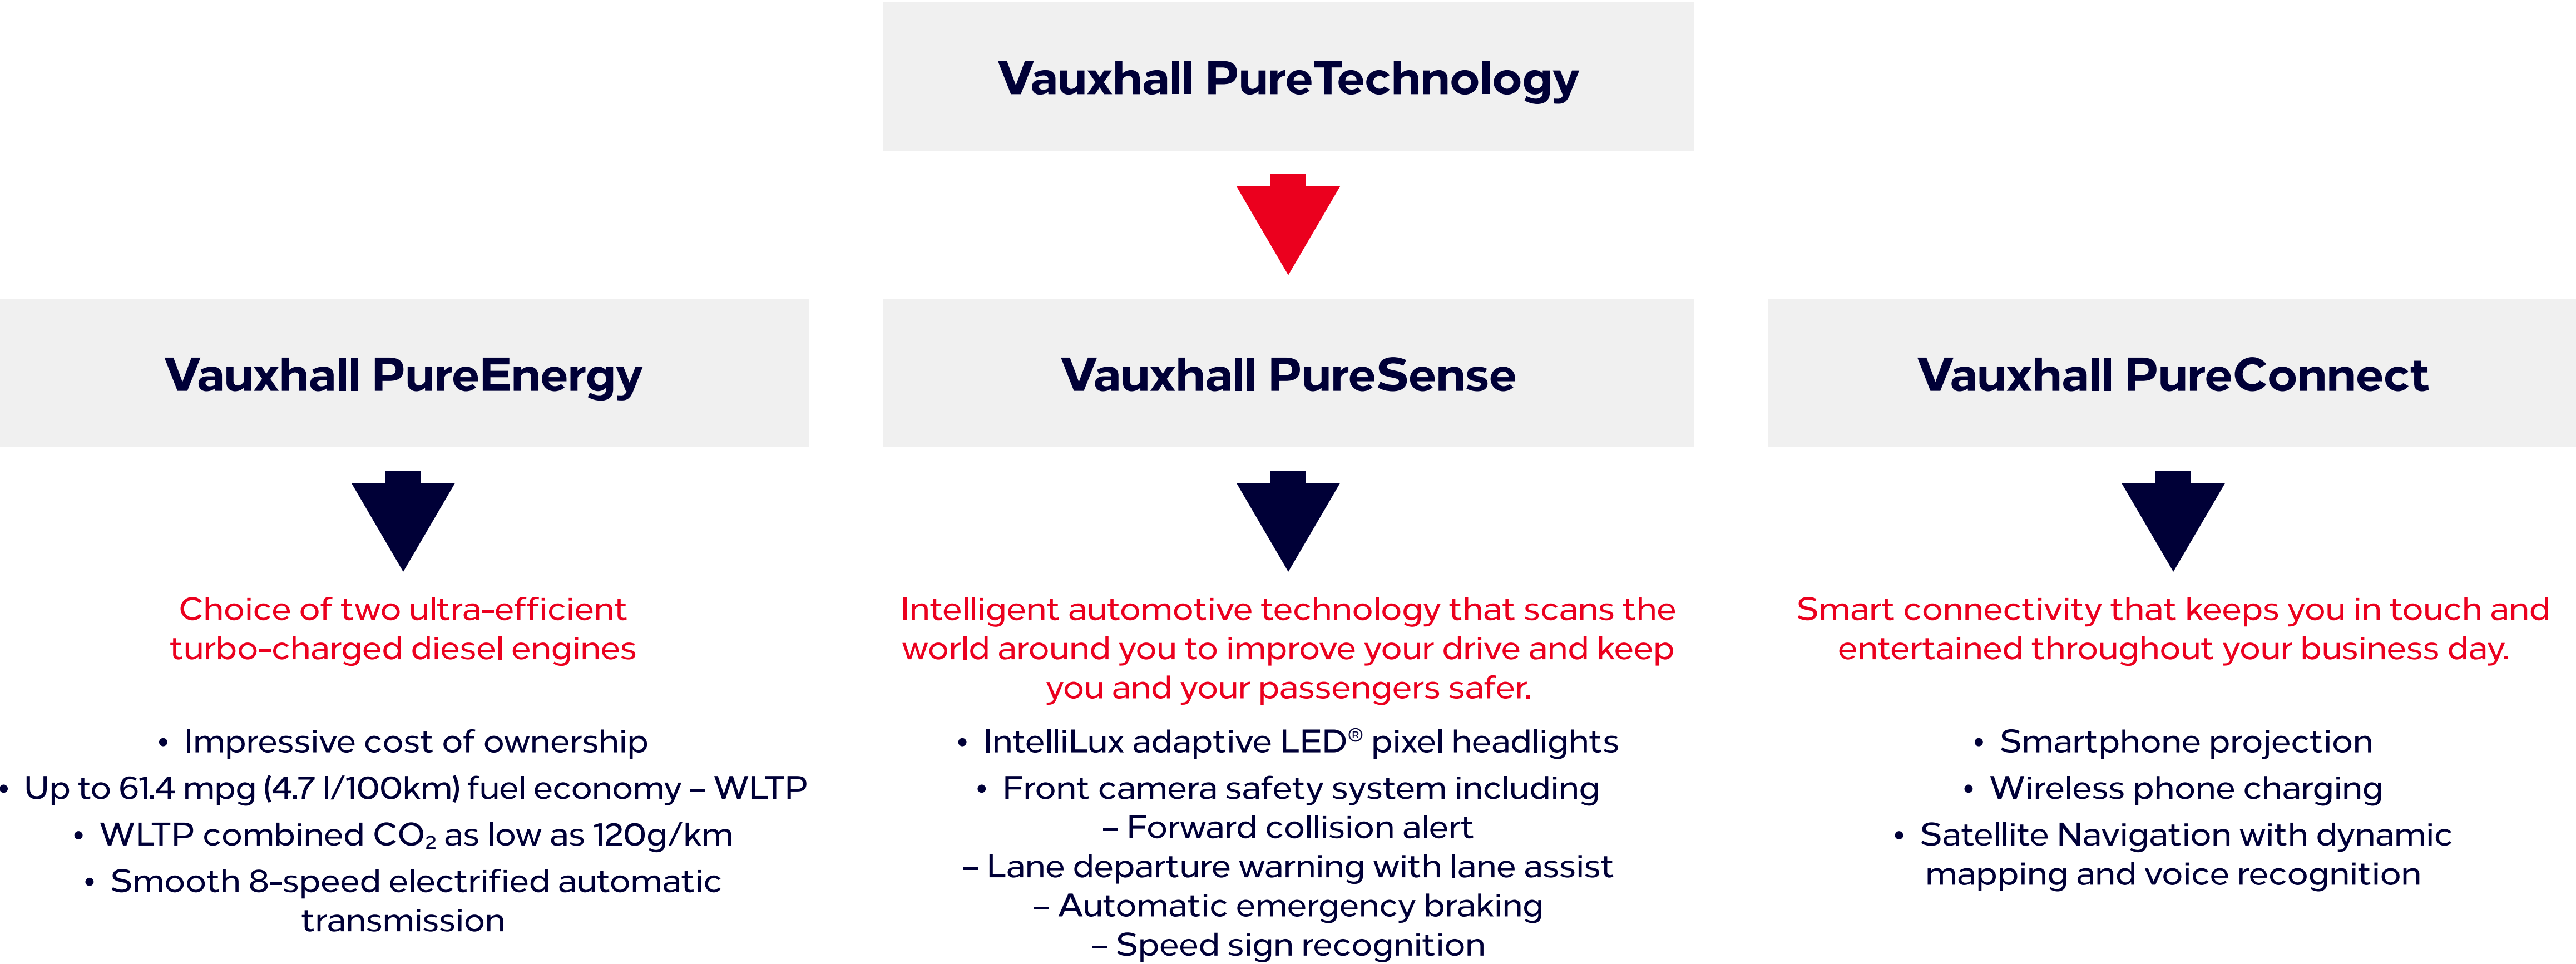 Vauxhall PureTechnology
Vauxhall PureEnergy
Choice of two ultra-efficient
turbo-charged diesel engines
• Impressive cost of ownership
• Up to 61.4 mpg (4.7 l/100km) fuel economy – WLTP
• WLTP combined CO₂ as low as 120g/km
• Smooth 8-speed electrified automatic
transmission
Vauxhall PureSense
Intelligent automotive technology that scans the
world around you to improve your drive and keep
you and your passengers safer.
• IntelliLux adaptive LED® pixel headlights
• Front camera safety system including
– Forward collision alert
– Lane departure warning with lane assist
– Automatic emergency braking
– Speed sign recognition
Vauxhall PureConnect
Smart connectivity that keeps you in touch and
entertained throughout your business day.
• Smartphone projection
• Wireless phone charging
• Satellite Navigation with dynamic
mapping and voice recognition